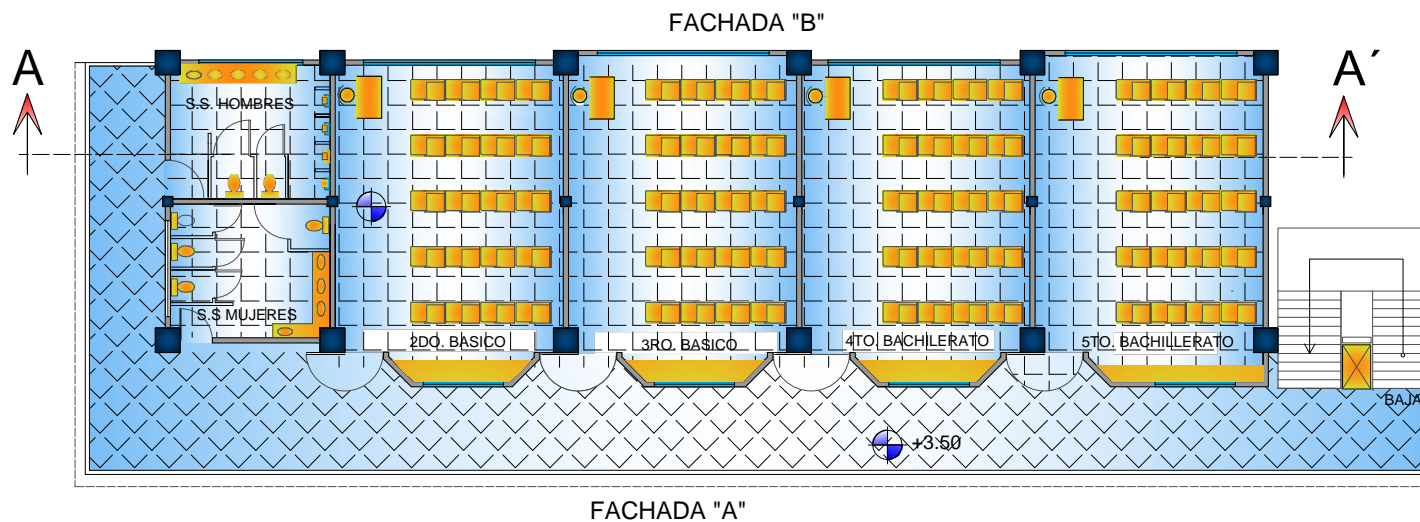 FACHADA "B"
A
A´
S.S. HOMBRES
S.S MUJERES
2DO. BASICO
3RO. BASICO
4TO. BACHILERATO
5TO. BACHILLERATO
BAJA
+3.50
FACHADA "A"